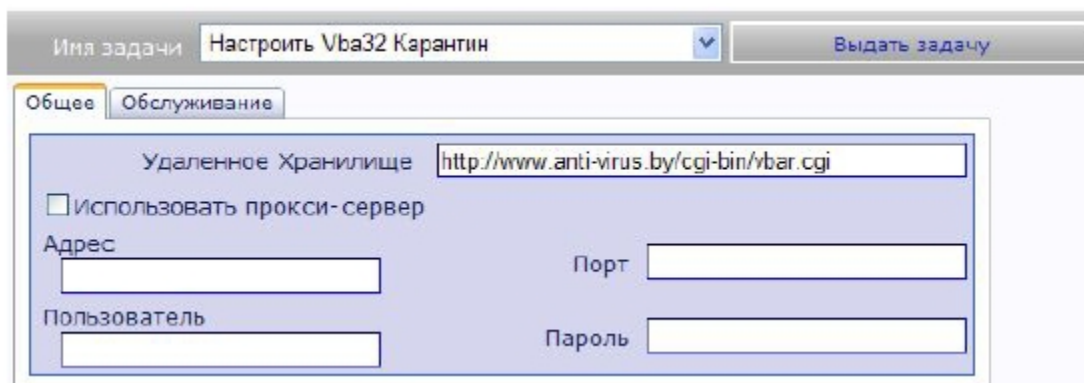 Имя задачи Настроить Vba32 Карантин Выдать задачу
Общее Обслуживание
Удаленное Хранилище http://www.anti-virus.by/cgi-bin/vbar.cgi
Использовать прокси-сервер
Адрес
Порт
Пользователь
Пароль